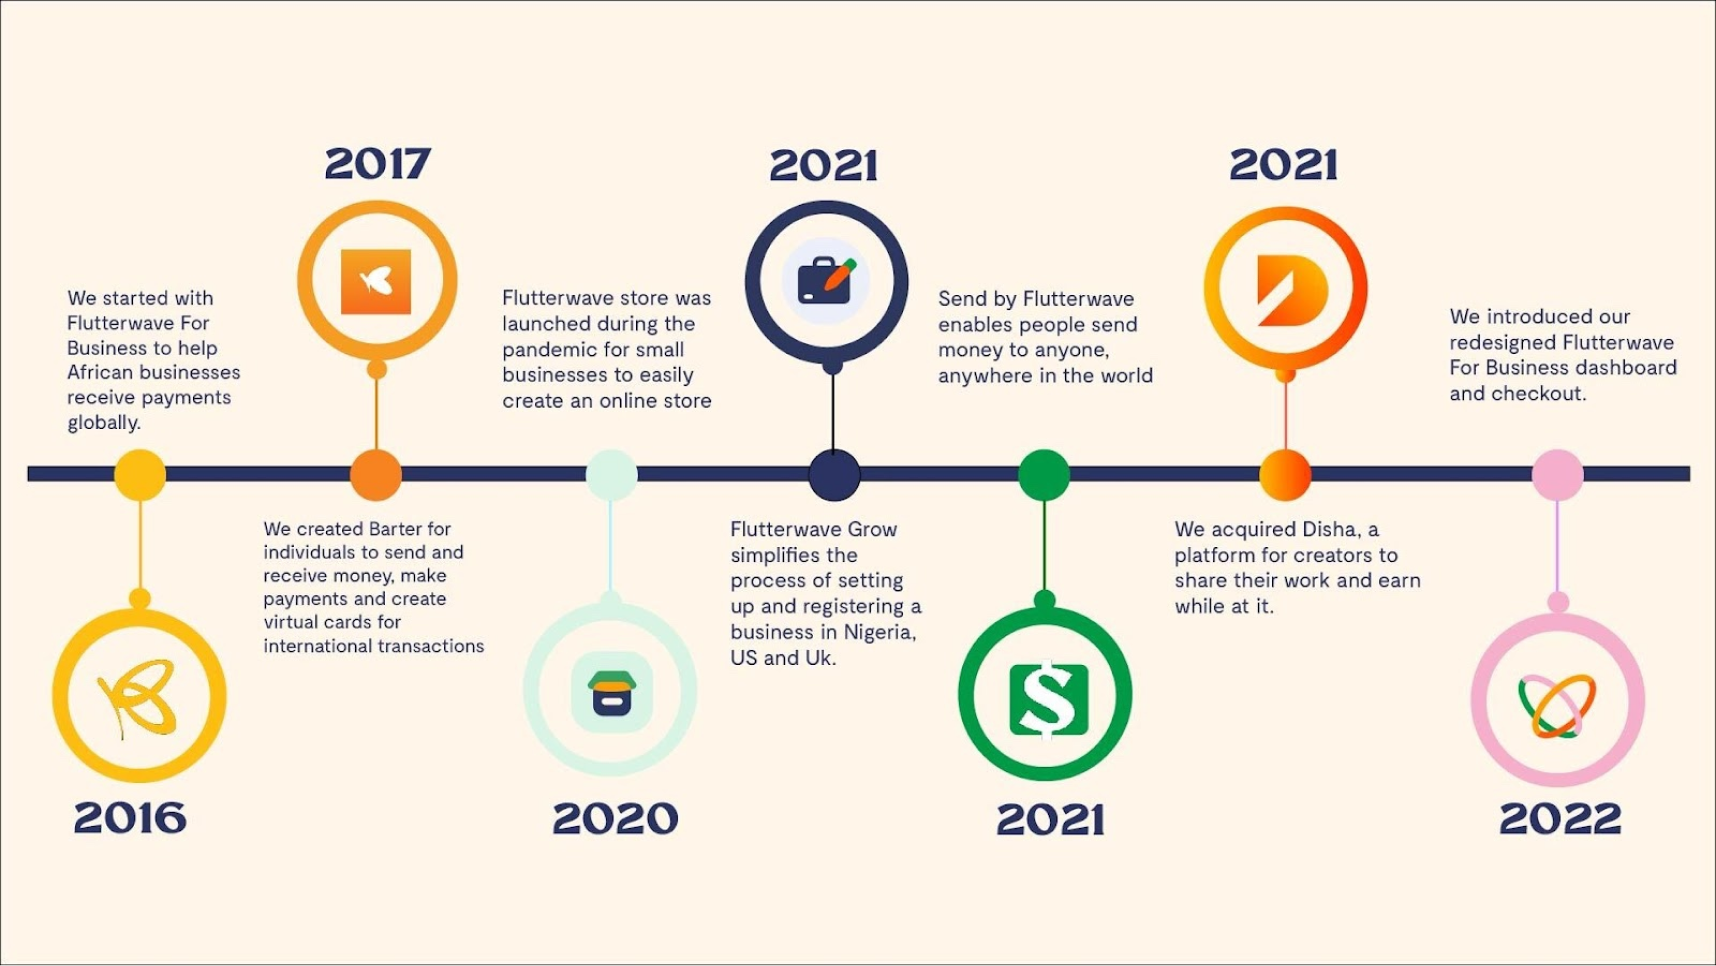 We started with
Flutterwave For
Business to help
African businesses
receive payments
globally.
2016
2017
We created Barter for
individuals to send and
receive money, make
payments and create
virtual cards for
international transactions
Flutterwave store was
launched during the
pandemic for small
businesses to easily
create an online store
2020
2021
Flutterwave Grow
simplifies the
process of setting
up and registering a
business in Nigeria,
US and Uk.
Send by Flutterwave
enables people send
money to anyone,
anywhere in the world
$
2021
2021
We acquired Disha, a
platform for creators to
share their work and earn
while at it.
We introduced our
redesigned Flutterwave
For Business dashboard
and checkout.
2022